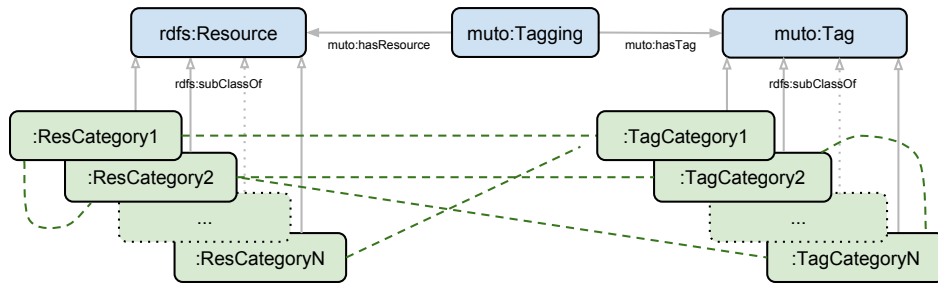 rdfs:Resource
muto:hasResource
muto:Tagging
muto:hasTag
muto:Tag
rdfs:subClassOf
rdfs:subClassOf
:ResCategory1
:TagCategory1
:ResCategory2
:TagCategory2
...
...
:ResCategoryN
:TagCategoryN